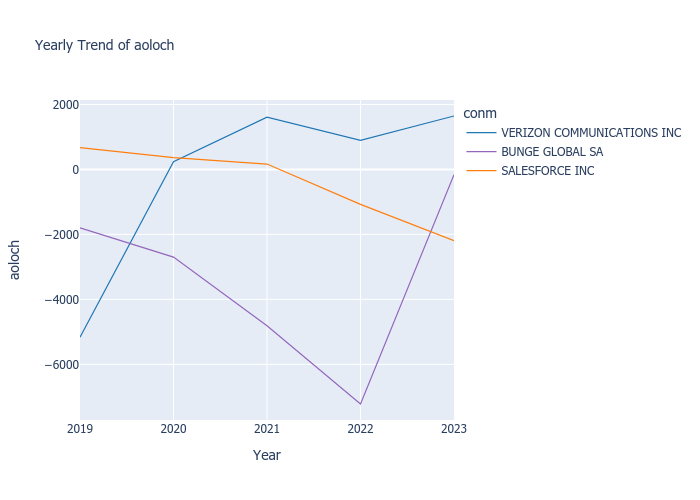 Yearly Trend of aoloch
conm
VERIZON COMMUNICATIONS INC
BUNGE GLOBAL SA
SALESFORCE INC
aoloch
2000
0
−2000
−4000
−6000
2019 2020 2021 2022 2023
Year